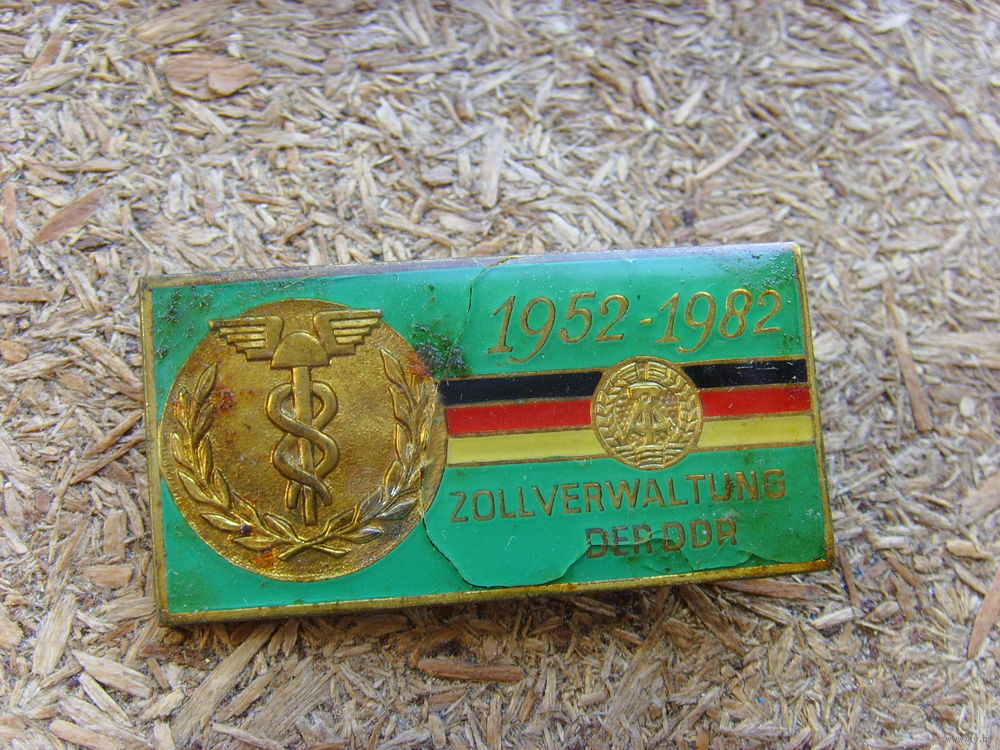 1952-1982
ZOLLVERWALTUNG
DER DDR